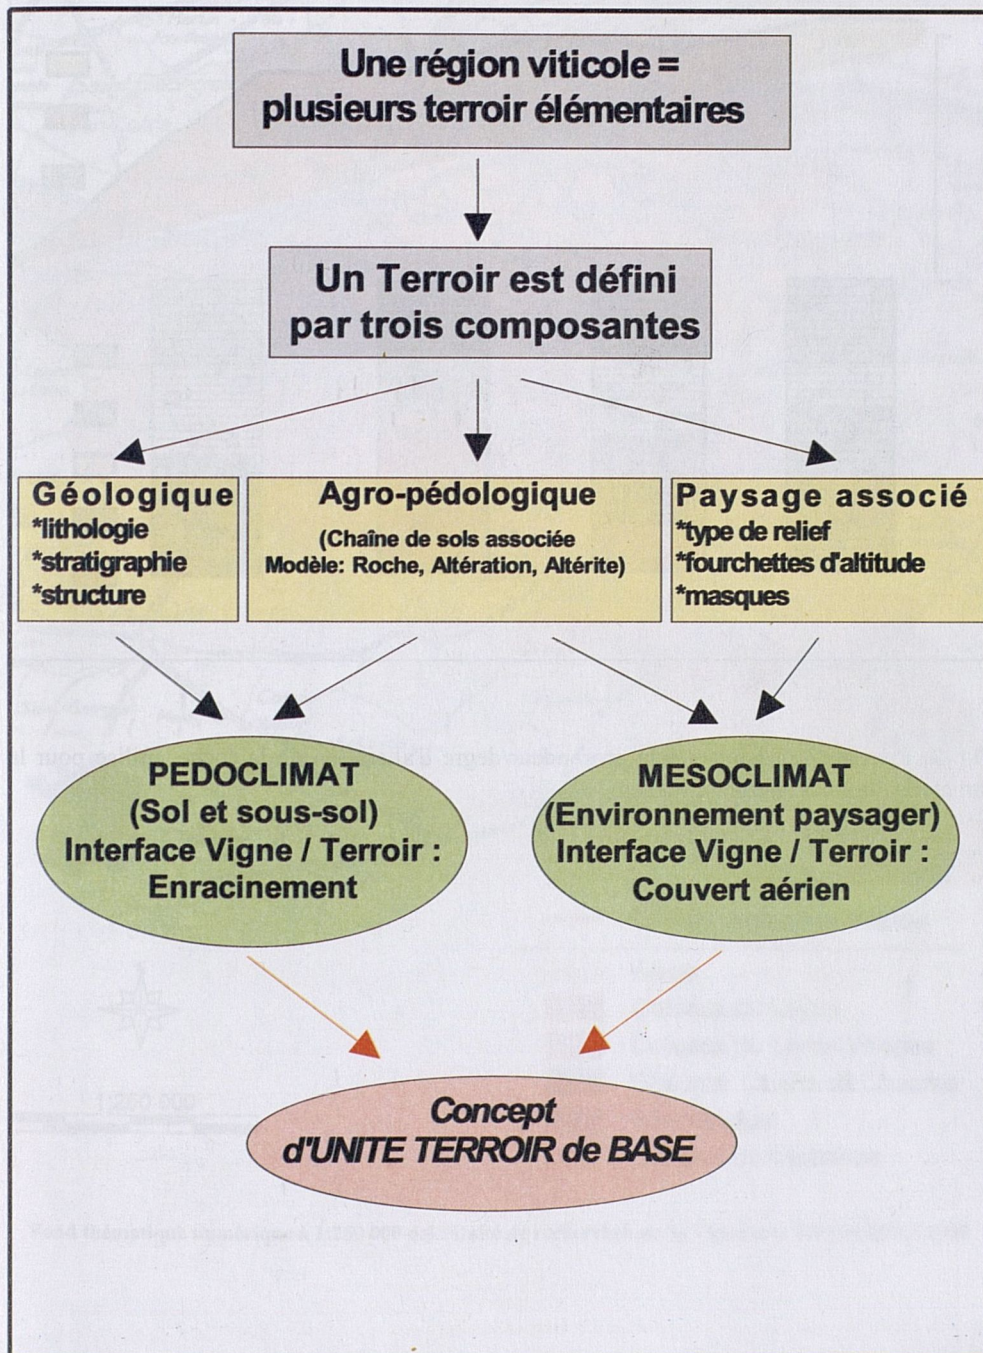 Une région viticole =
plusieurs terroir élémentaires
Un Terroir est défini
par trois composantes
Géologique
*lithologie
*stratigraphie
*structure
Agro-pédologique
(Chaîne de sols associée
Modèle: Roche, Altération, Altérite)
Paysage associé
*type de relief
*fourchettes d'altitude
*masques
PEDOCLIMAT
(Sol et sous-sol)
Interface Vigne / Terroir :
Enracinement
MESOCLIMAT
(Environnement paysager)
Interface Vigne / Terroir :
Couvert aérien
Concept
d'UNITE TERROIR de BASE